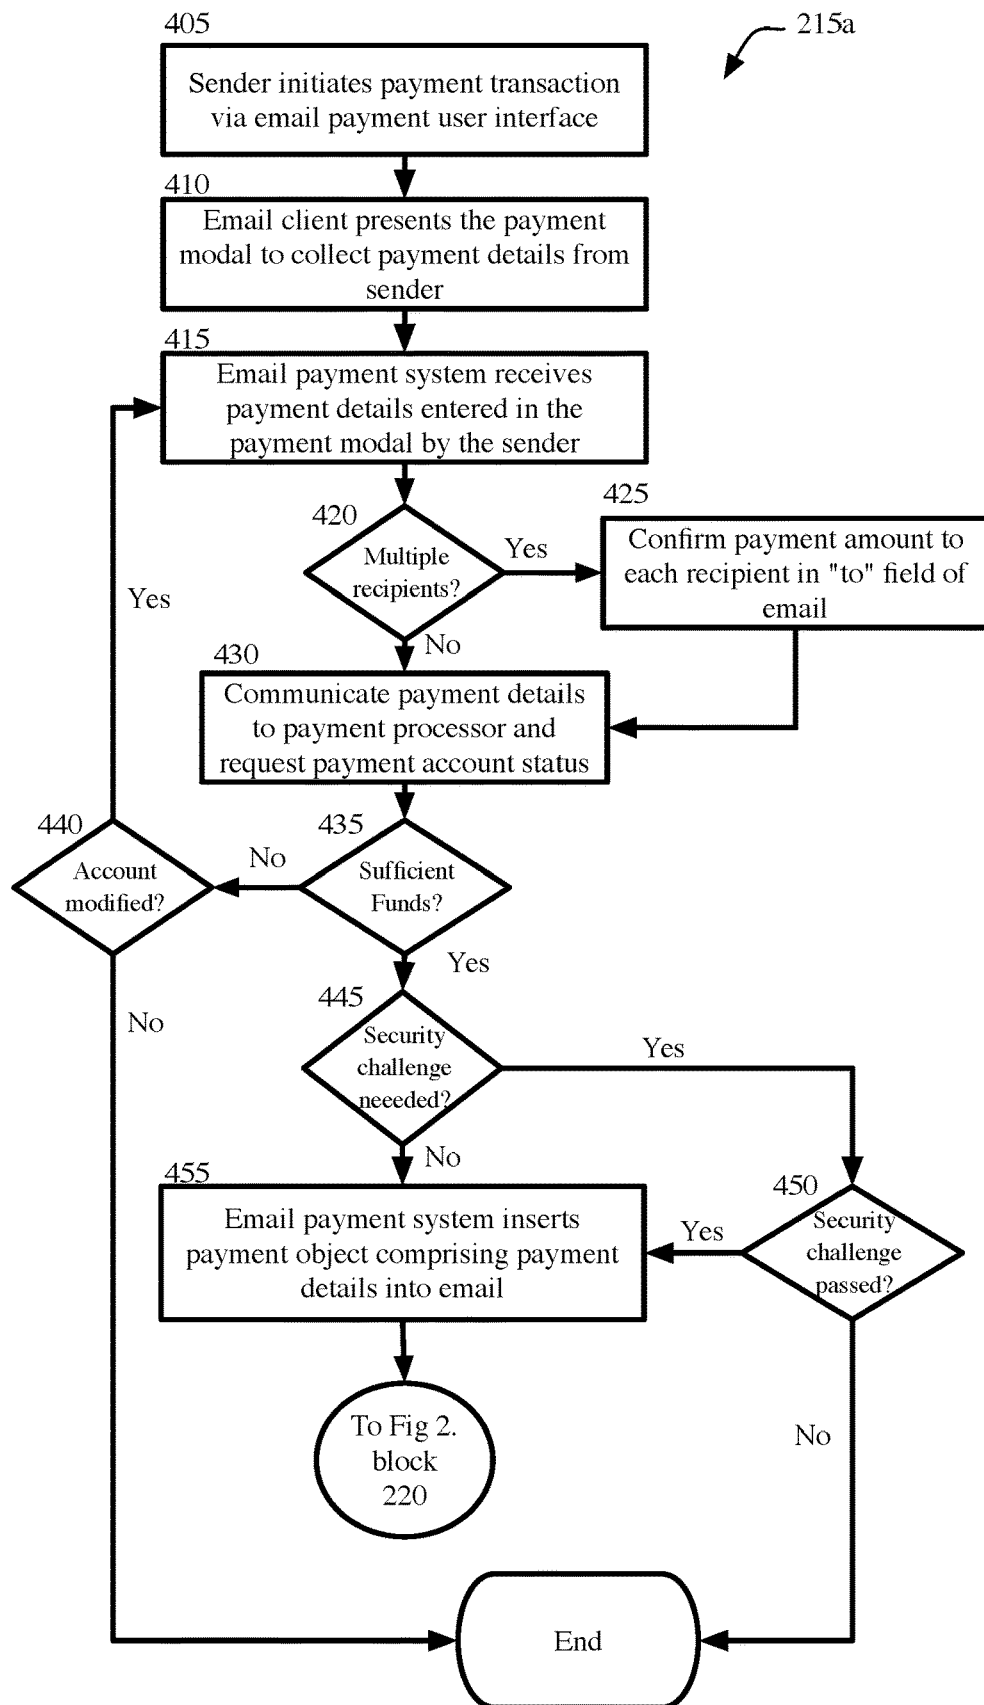 405
215a
Sender initiates payment transaction
via email payment user interface
410
Email client presents the payment
modal to collect payment details from
sender
415
Email payment system receives
payment details entered in the
payment modal by the sender
420
Multiple
recipients?
Yes
425
Confirm payment amount to
each recipient in "to" field of
email
Yes
No
430
Communicate payment details
to payment processor and
request payment account status
440
Account
modified?
No
435
Sufficient
Funds?
Yes
No
445
Security
challenge
neeeded?
Yes
No
455
Email payment system inserts
payment object comprising payment
details into email
Yes
450
Security
challenge
passed?
To Fig 2.
block
220
No
End